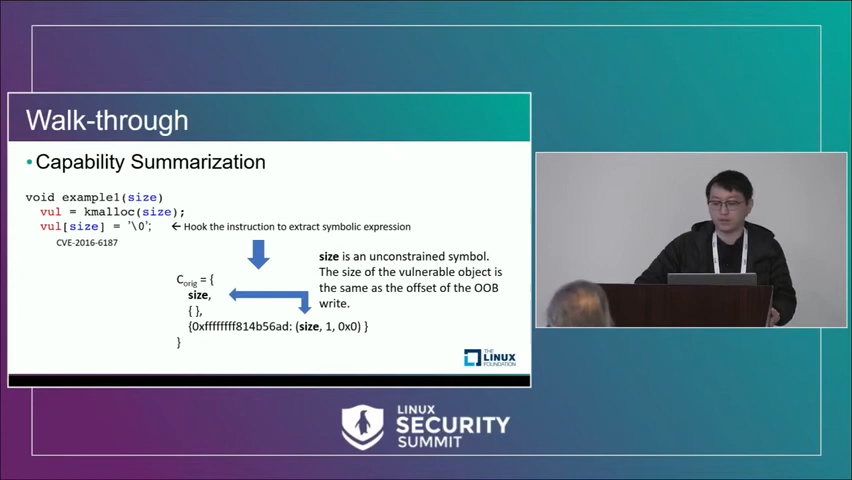 Walk-through
•Capability Summarization
void example1(size)
vul = kmalloc(size);
vul[size] = '\0'; ← Hook the instruction to extract symbolic expression
CVE-2016-6187
size is an unconstrained symbol.
The size of the vulnerable object is
the same as the offset of the OOB
write.
Corig = {
size,
{ },
{0xffffffff814b56ad: (size, 1, 0x0) }
}
THE
LINUX
FOUNDATION
LINUX
SECURITY
SUMMIT